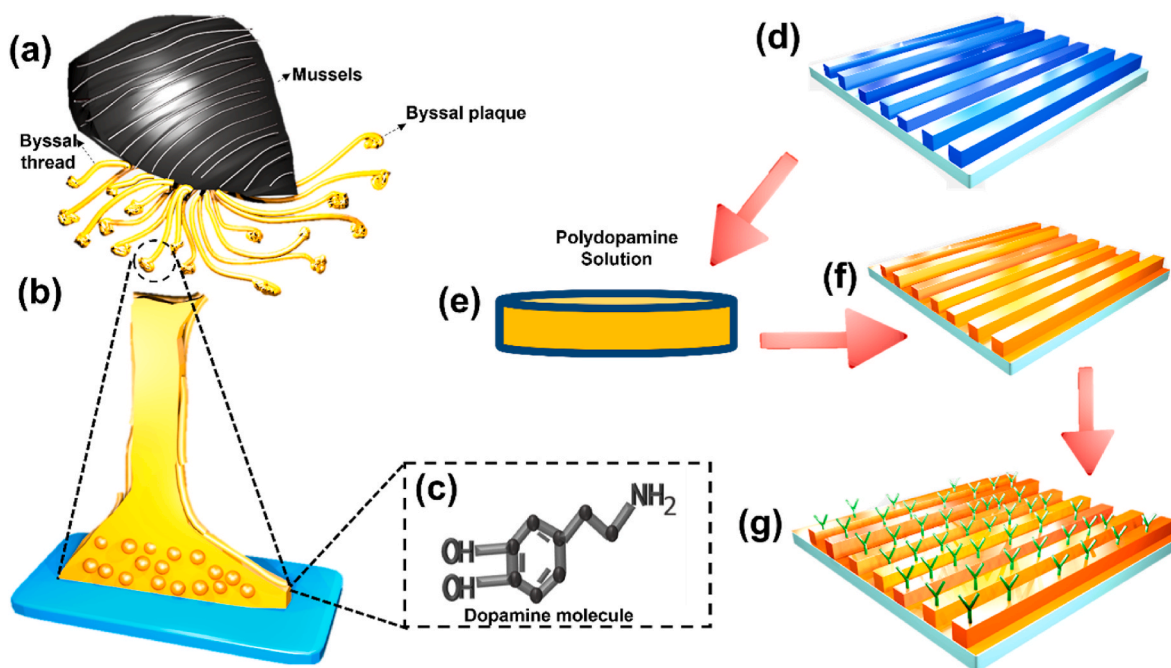 (a)
Mussels
Byssal plaque
Byssal
thread
(b)
(c)
NH2
OH
OH
Dopamine molecule
(d)
Polydopamine
Solution
(e)
(f)
(g)